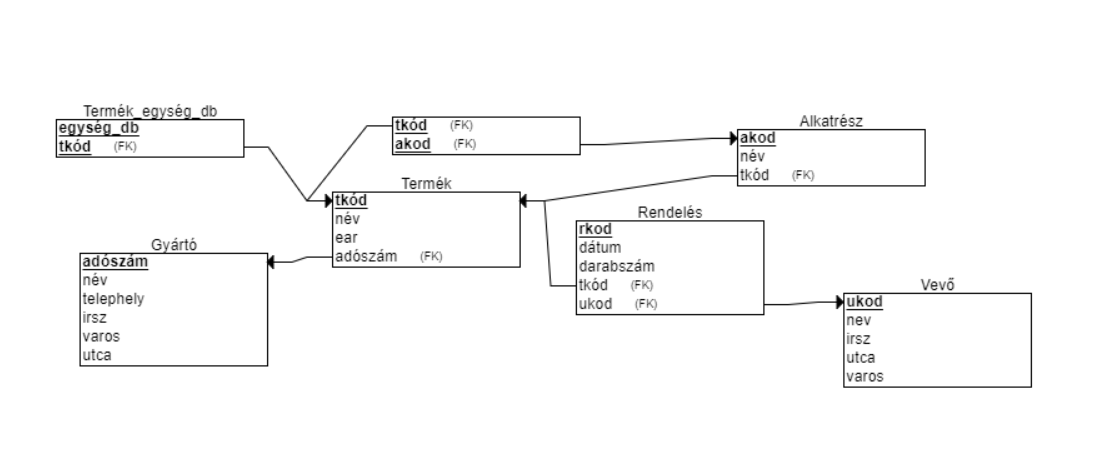 Termék_egység_db
egység_db
tkód (FK)
tkód (FK)
akod (FK)
Alkatrész
akod
név
tkód (FK)
Termék
tkód
név
ear
adószám (FK)
Gyártó
adószám
név
telephely
irsz
varos
utca
Rendelés
rkod
dátum
darabszám
tkód (FK)
ukod (FK)
Vevő
ukod
nev
irsz
utca
varos